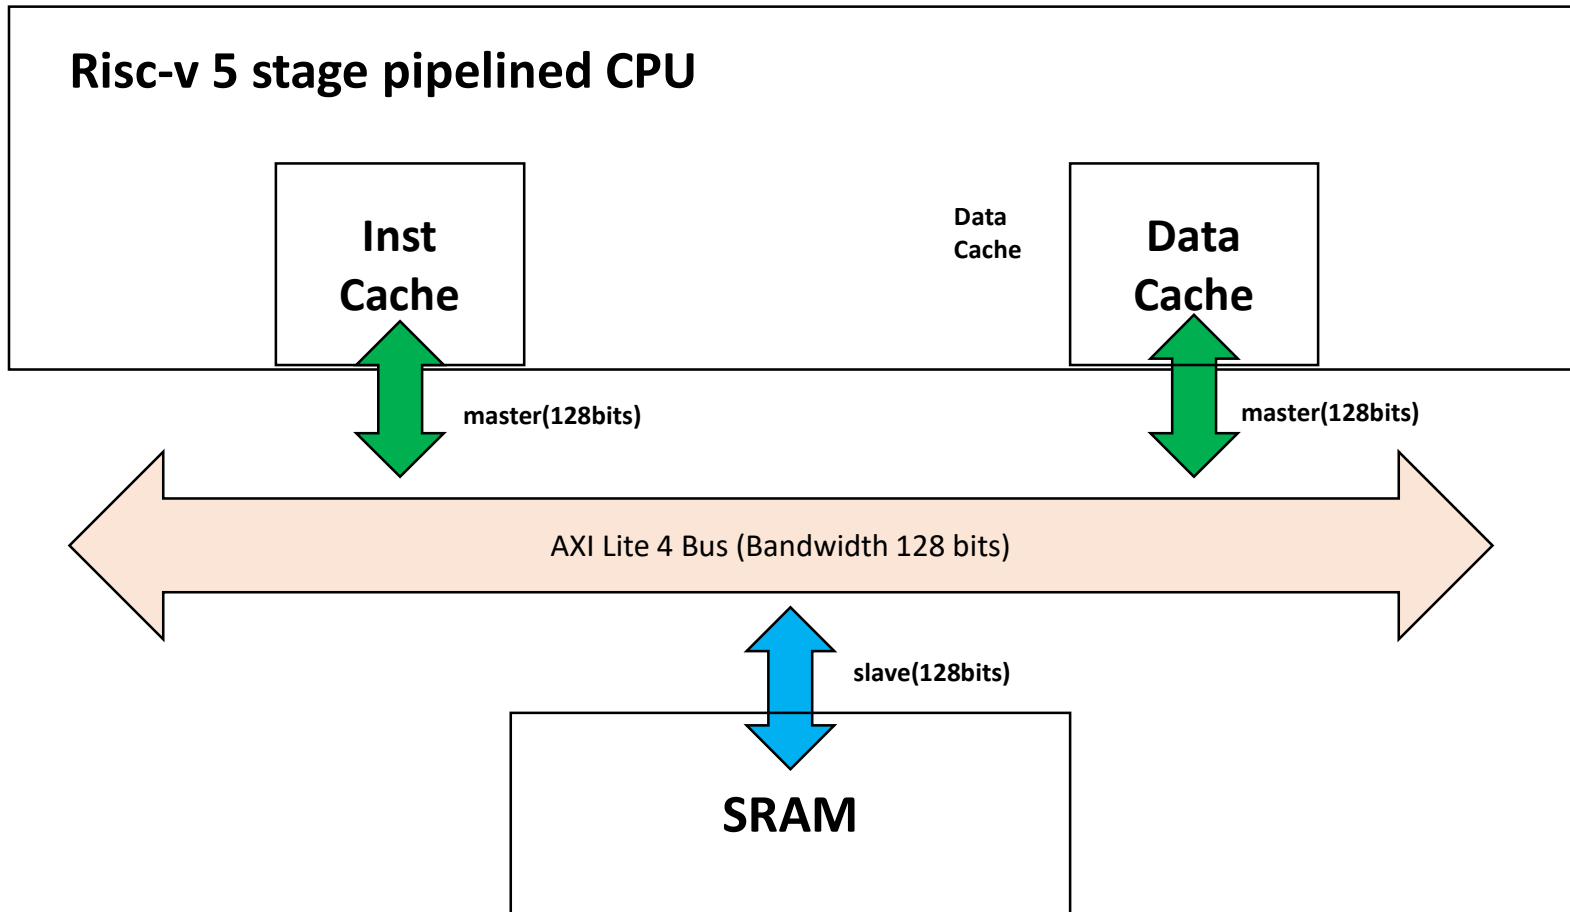 Risc-v 5 stage pipelined CPU
Inst
Cache
Data
Cache
Data
Cache
master(128bits)
master(128bits)
AXI Lite 4 Bus (Bandwidth 128 bits)
slave(128bits)
SRAM